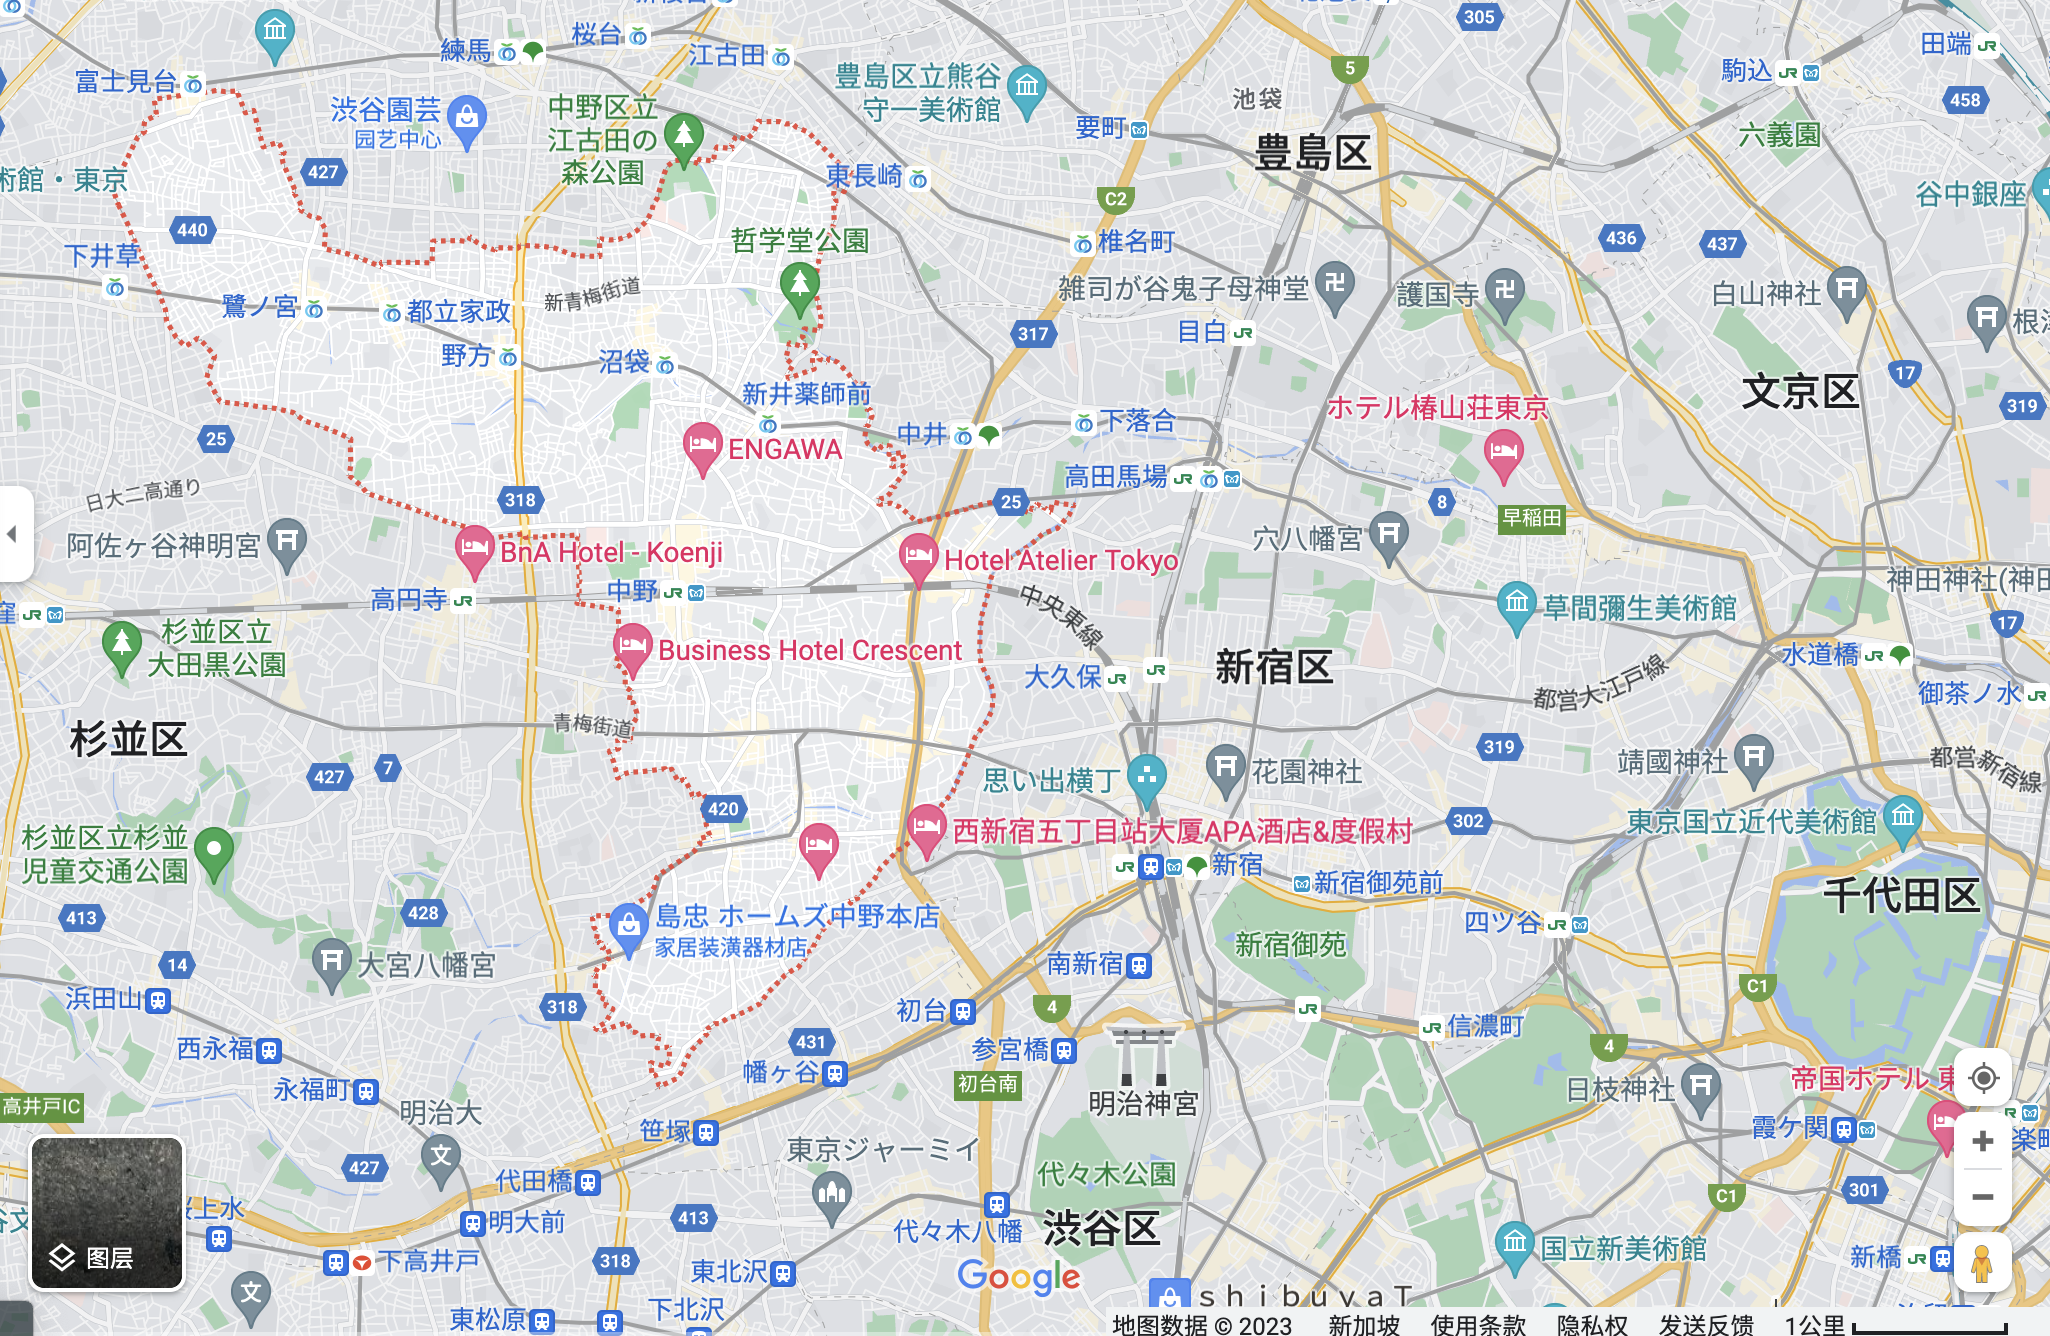 富士見台
練馬
桜台
江古田
305
田端
駒込
458
5
池袋
豊島区
六義園
渋谷園芸
园艺中心
中野区立
江古田の
森公園
豊島区立熊谷
守一美術館
要町
427
術館・東京
東長崎
C2
谷中銀座
440
下井草
哲学堂公園
椎名町
436
437
鷺ノ宮
都立家政
新青梅街道
雑司が谷鬼子母神堂
護国寺
白山神社
野方
沼袋
317
目白
文京区
17
319
新井薬師前
ホテル椿山荘東京
中井
下落合
25
ENGAWA
高田馬場
日大二高通り
318
25
8
早稲田
阿佐ヶ谷神明宮
BnA Hotel - Koenji
Hotel Atelier Tokyo
穴八幡宮
神田神社(神田
高円寺
中野
中央東線
草間彌生美術館
17
杉並区立
大田黒公園
Business Hotel Crescent
大久保
新宿区
水道橋
都営大江戸線
御茶ノ水
杉並区
青梅街道
319
靖國神社
都営新宿線
427
7
420
思い出横丁
花園神社
杉並区立杉並
児童交通公園
西新宿五丁目站大厦APA酒店&度假村
302
東京国立近代美術館
新宿
新宿御苑前
千代田区
413
428
島忠 ホームズ中野本店
家居装潢器材店
四ツ谷
新宿御苑
14
大宮八幡宮
南新宿
浜田山
318
初台
4
C1
信濃町
431
西永福
参宮橋
4
幡ヶ谷
初台南
永福町
明治大
明治神宮
日枝神社
帝国ホテル 東
高井戸IC
笹塚
霞ケ関
楽町
427
東京ジャーミイ
代々木公園
代田橋
C1
301
上水
明大前
413
代々木八幡
渋谷区
図层
下高井戸
318
東北沢
Google
国立新美術館
新橋
東松原
下北沢
shibuyaT
地图数据 © 2023
新加坡
使用条款
隐私权
发送反馈
1公里